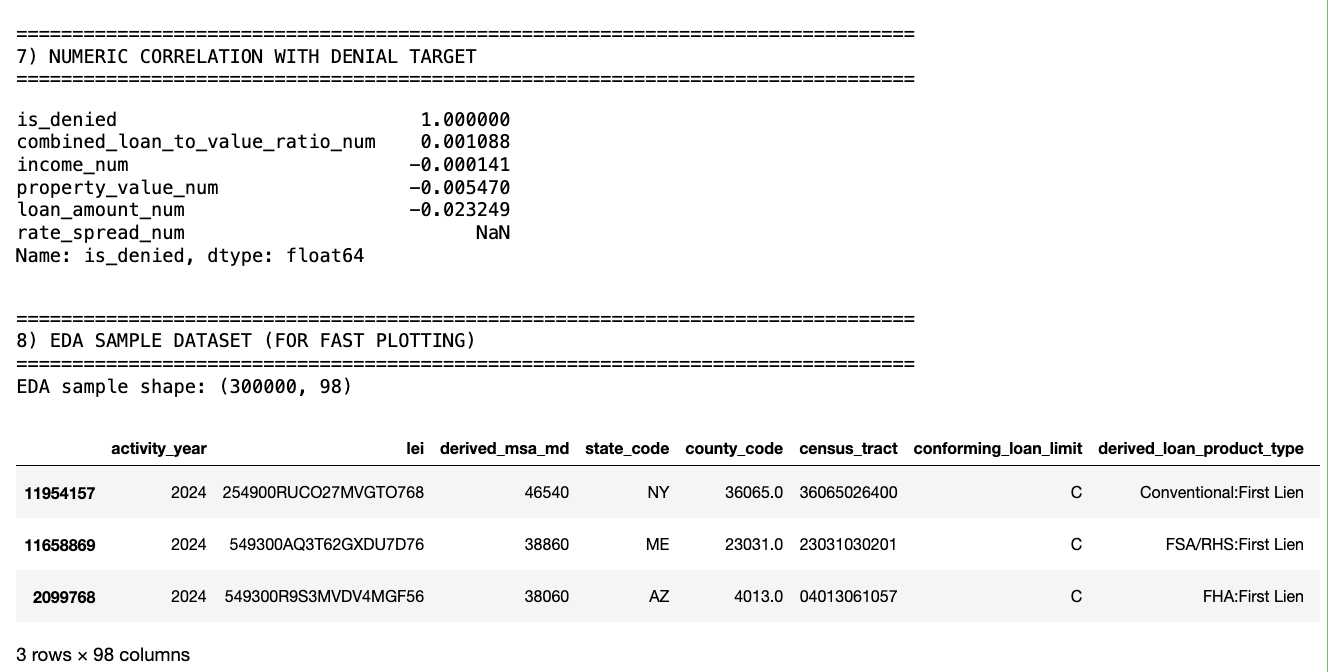 ================================================================================
7) NUMERIC CORRELATION WITH DENIAL TARGET
================================================================================
is_denied 1.000000
combined_loan_to_value_ratio_num 0.001088
income_num -0.000141
property_value_num -0.005470
loan_amount_num -0.023249
rate_spread_num NaN
Name: is_denied, dtype: float64
================================================================================
8) EDA SAMPLE DATASET (FOR FAST PLOTTING)
================================================================================
EDA sample shape: (300000, 98)
activity_year lei derived_msa_md state_code county_code census_tract conforming_loan_limit derived_loan_product_type
11954157 2024 254900RUCO27MVGTO768 46540 NY 36065.0 36065026400 C Conventional:First Lien
11658869 2024 549300AQ3T62GXDU7D76 38860 ME 23031.0 23031030201 C FSA/RHS:First Lien
2099768 2024 549300R9S3MVDV4MGF56 38060 AZ 4013.0 04013061057 C FHA:First Lien
3 rows × 98 columns